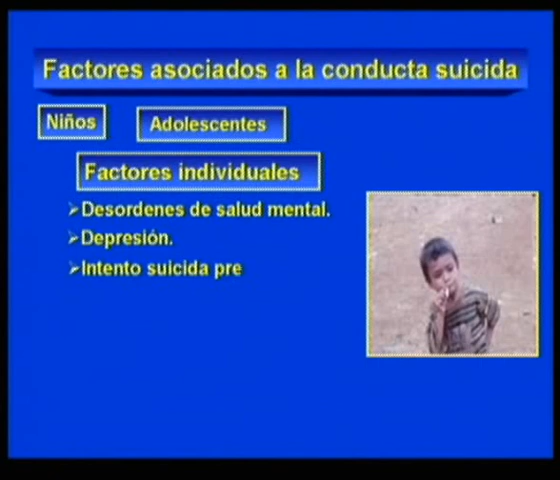 Factores asociados a la conducta suicida
Niños
Adolescentes
Factores individuales
➢Desordenes de salud mental.
➢Depresión.
➢Intento suicida pre